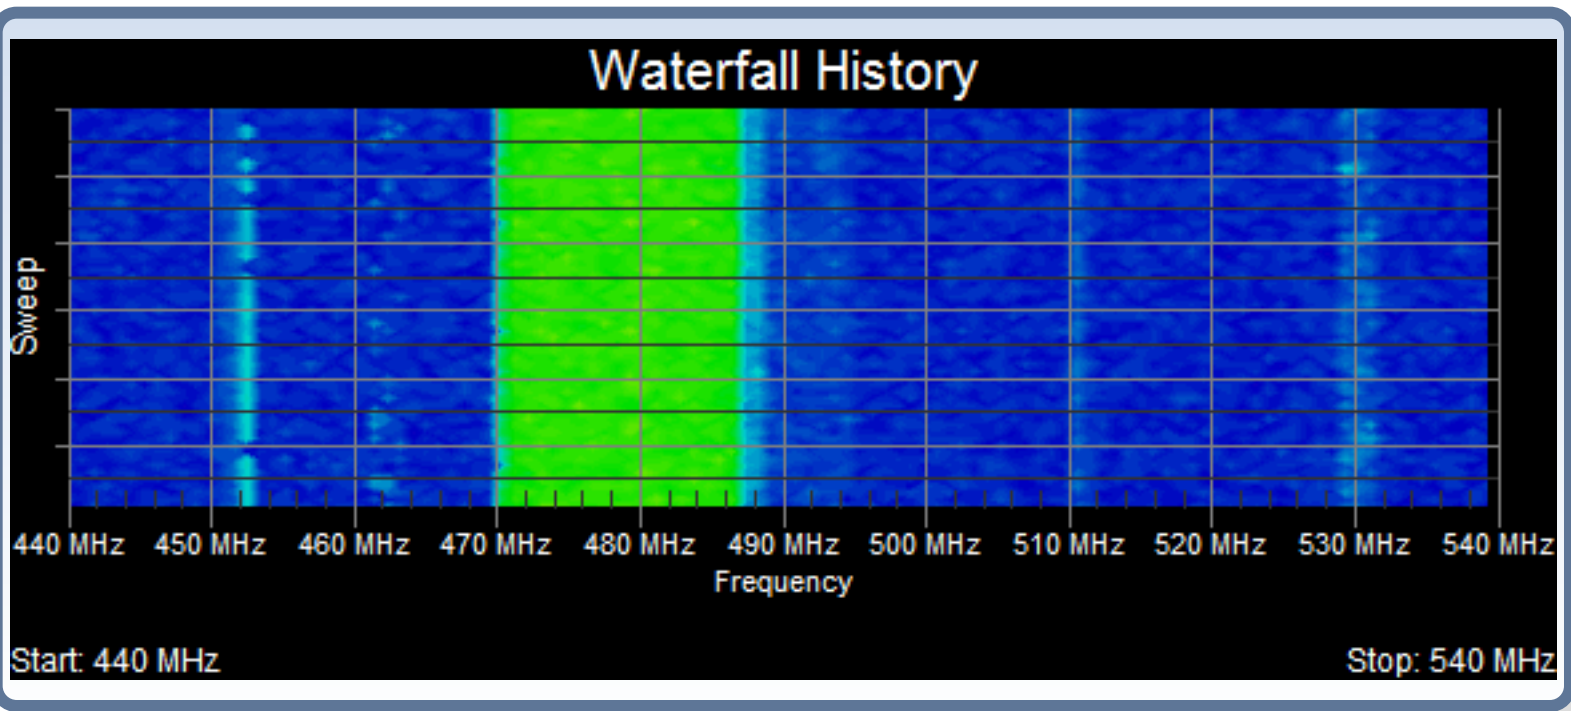 Waterfall History
Sweep
440 MHz 450 MHz 460 MHz 470 MHz 480 MHz 490 MHz 500 MHz 510 MHz 520 MHz 530 MHz 540 MHz
Frequency
Start: 440 MHz Stop: 540 MHz